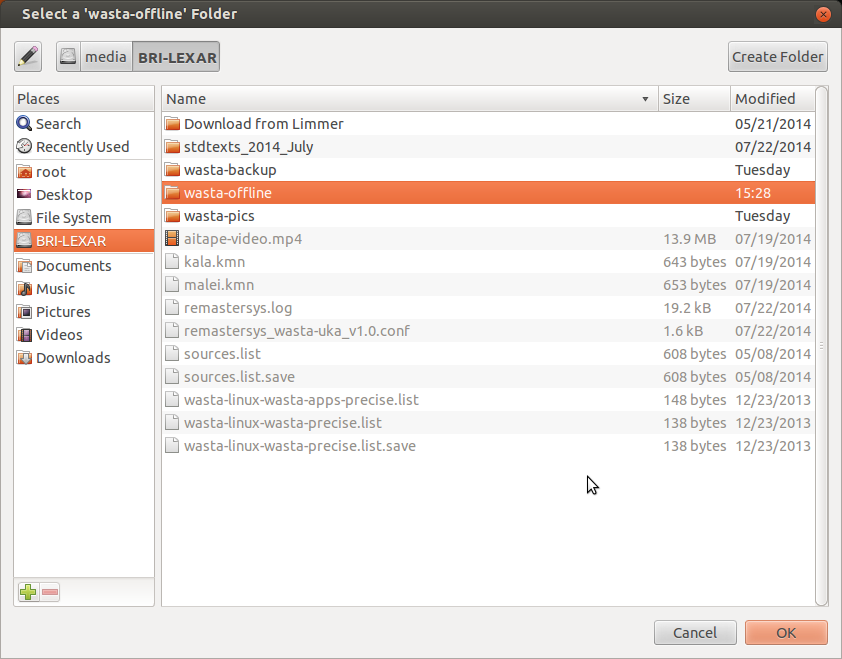 Select a 'wasta-offline' Folder
media BRI-LEXAR Create Folder
Places
Search
Recently Used
root
Desktop
File System
BRI-LEXAR
Documents
Music
Pictures
Videos
Downloads
Name Size Modified
Download from Limmer 05/21/2014
stdtexts_2014_July 07/22/2014
wasta-backup Tuesday
wasta-offline 15:28
wasta-pics Tuesday
aitape-video.mp4 13.9 MB 07/19/2014
kala.kmn 643 bytes 07/19/2014
malei.kmn 653 bytes 07/19/2014
remastersys.log 19.2 kB 07/22/2014
remastersys_wasta-uka_v1.0.conf 1.6 kB 07/22/2014
sources.list 608 bytes 05/08/2014
sources.list.save 608 bytes 05/08/2014
wasta-linux-wasta-apps-precise.list 148 bytes 12/23/2013
wasta-linux-wasta-precise.list 138 bytes 12/23/2013
wasta-linux-wasta-precise.list.save 138 bytes 12/23/2013
Cancel OK